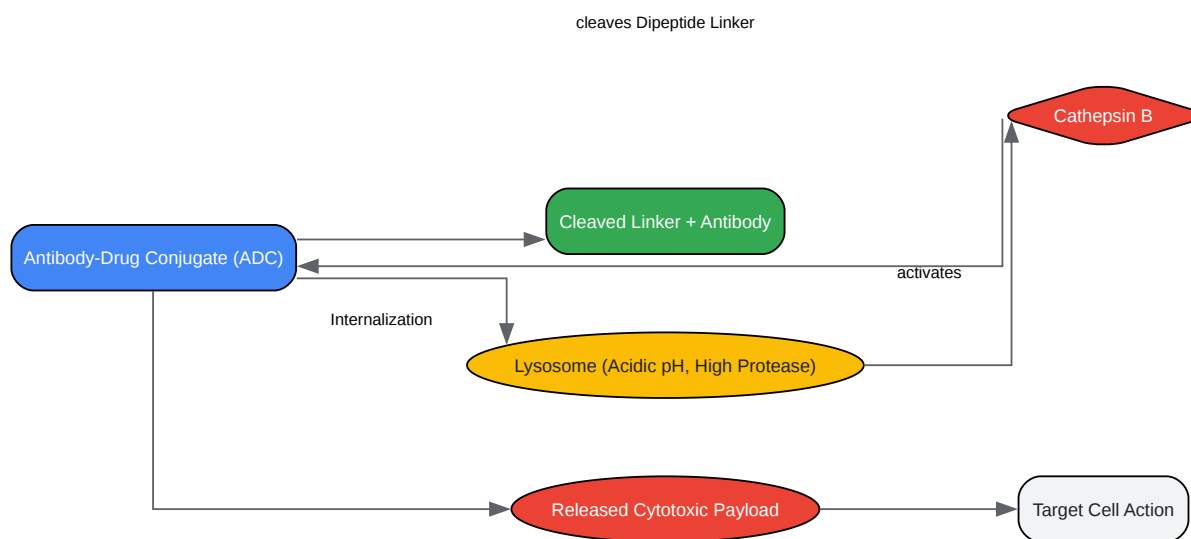 cleaves Dipeptide Linker
Cathepsin B
Cleaved Linker + Antibody
Antibody-Drug Conjugate (ADC)
activates
Internalization
Lysosome (Acidic pH, High Protease)
Released Cytotoxic Payload
Target Cell Action